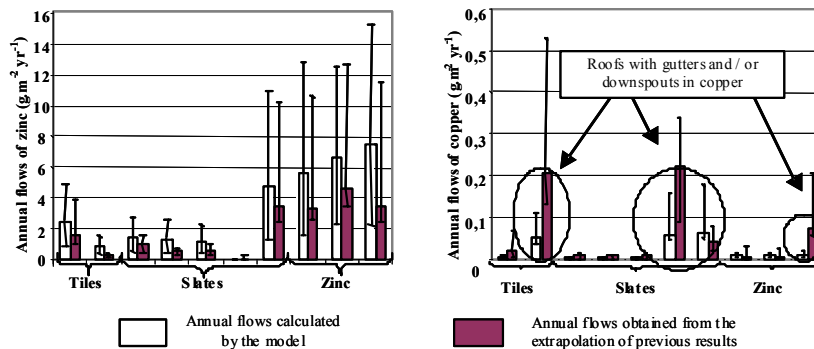 Annual flows of zinc (g.m⁻² yr⁻¹)
16
14
12
10
8
6
4
2
0
Tiles
Slates
Zinc
Annual flows of copper (g.m² yr⁻¹)
0,6
0,5
0,4
0,3
0,2
0,1
0
Roofs with gutters and / or
downspouts in copper
Tiles
Slates
Zinc
Annual flows calculated
by the model
Annual flows obtained from the
extrapolation of previous results